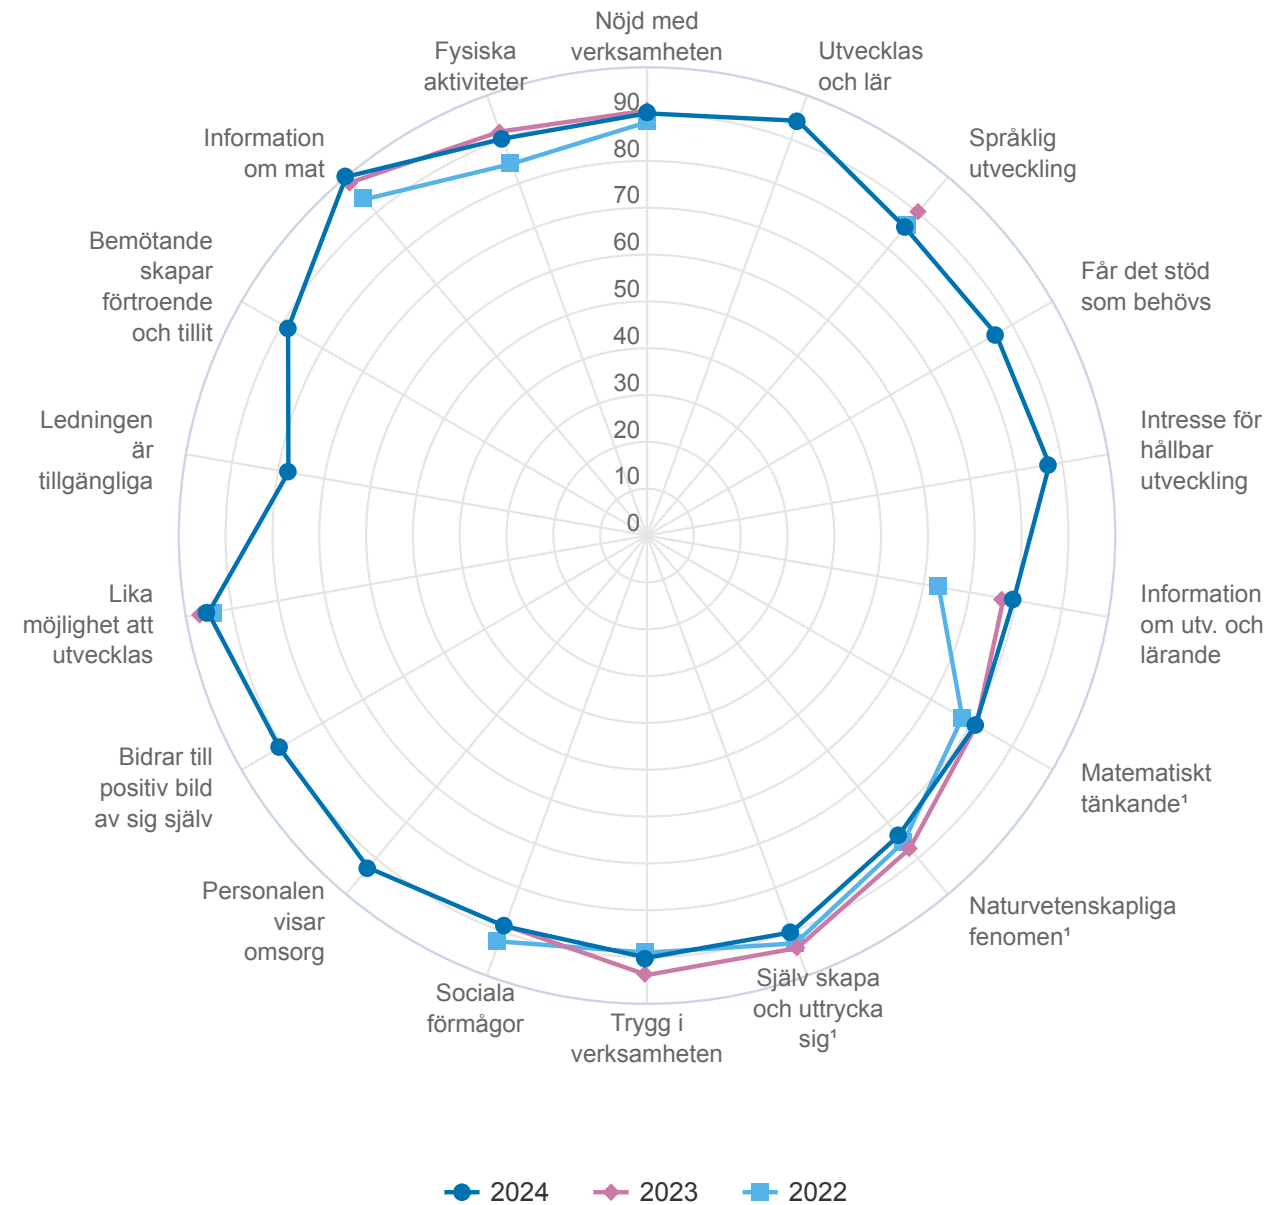 Nöjd med
verksamheten
Utvecklas
och lär
Språklig
utveckling
Får det stöd
som behövs
Intresse för
hållbar
utveckling
Information
om utv. och
lärande
Matematiskt
tänkande¹
Naturvetenskapliga
fenomen¹
Själv skapa
och uttrycka
sig¹
Trygg i
verksamheten
Sociala
förmågor
Personalen
visar
omsorg
Bidrar till
positiv bild
av sig själv
Lika
möjlighet att
utvecklas
Ledningen
är
tillgängliga
Bemötande
skapar
förtroende
och tillit
Information
om mat
Fysiska
aktiviteter
90
80
70
60
50
40
30
20
10
0
2024
2023
2022